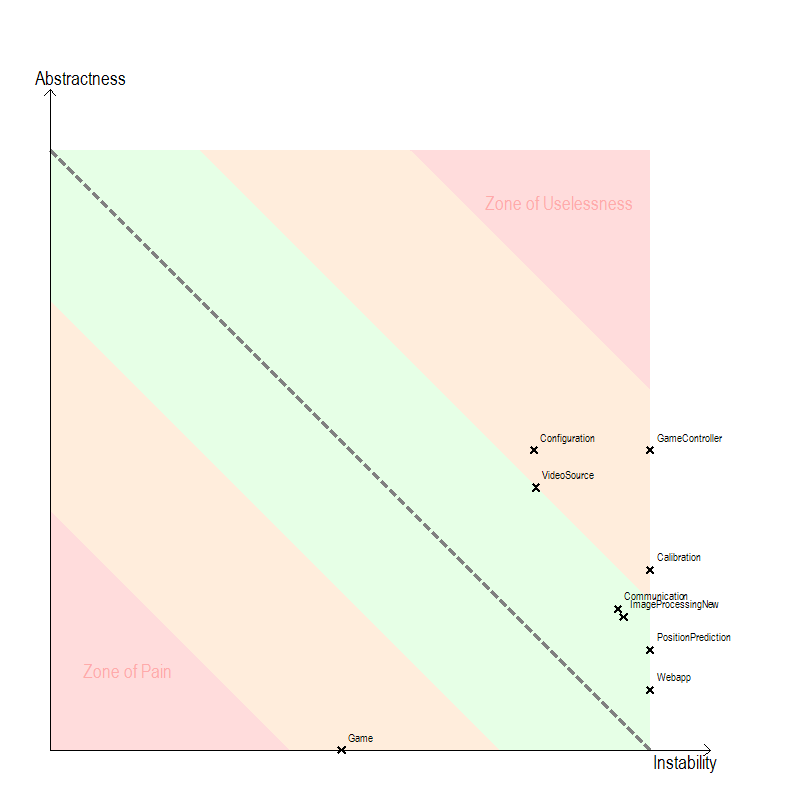 Abstractness
Zone of Uselessness
Configuration
GameController
VideoSource
Calibration
Communication
ImageProcessingNew
PositionPrediction
Zone of Pain
Webapp
Game
Instability